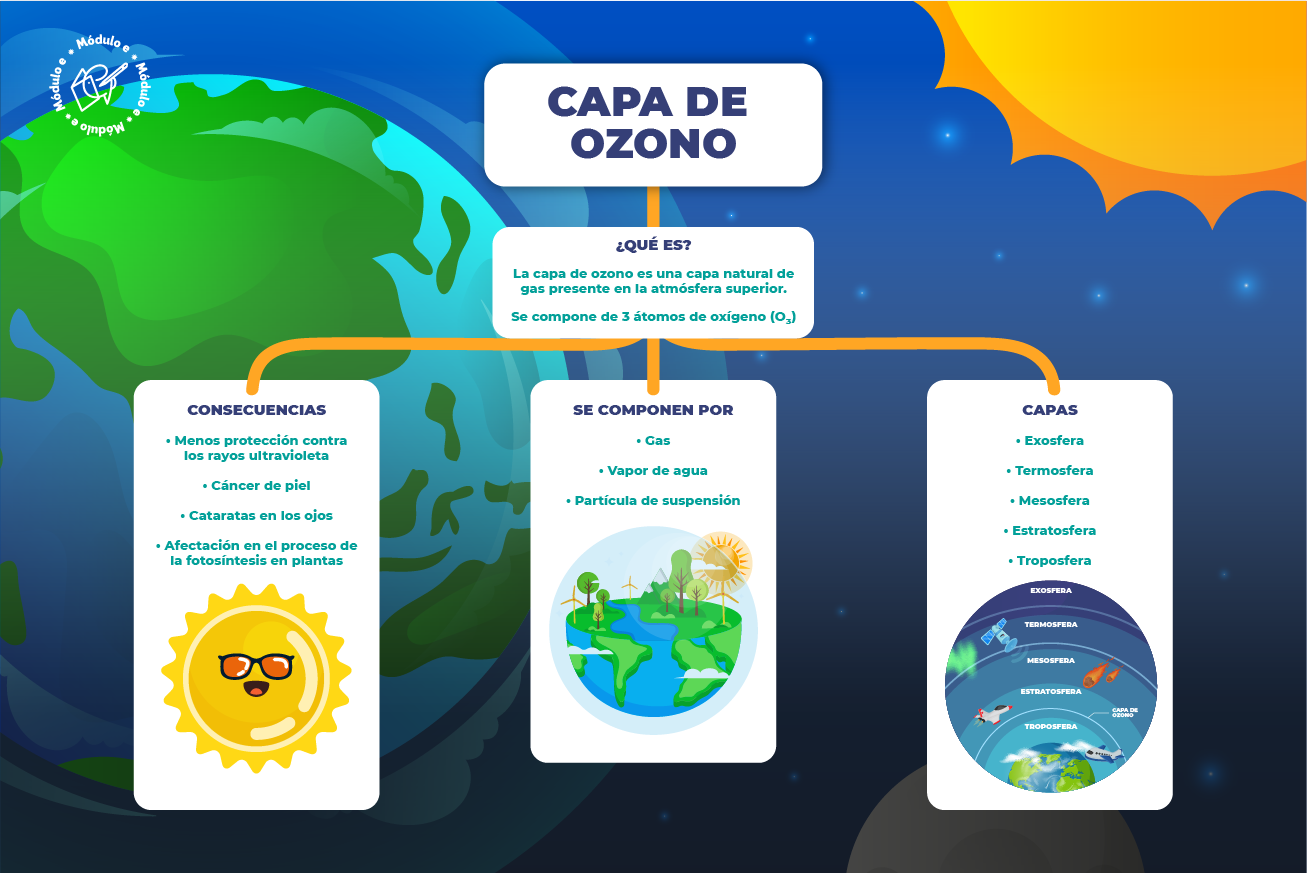 • Módulo e • Módulo e • Módulo e • Módulo e
CAPA DE
OZONO
¿QUÉ ES?
La capa de ozono es una capa natural de
gas presente en la atmósfera superior.
Se compone de 3 átomos de oxígeno (O₃)
CONSECUENCIAS
• Menos protección contra
los rayos ultravioleta
• Cáncer de piel
• Cataratas en los ojos
• Afectación en el proceso de
la fotosíntesis en plantas
SE COMPONEN POR
• Gas
• Vapor de agua
• Partícula de suspensión
CAPAS
• Exosfera
• Termosfera
• Mesosfera
• Estratosfera
• Troposfera
EXOSFERA
TERMOSFERA
MESOSFERA
ESTRATOSFERA
CAPA DE
OZONO
TROPOSFERA